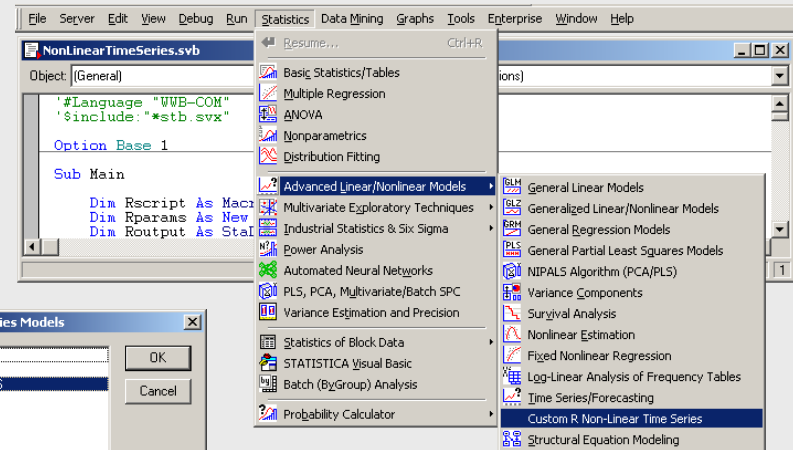 File Server Edit View Debug Run Statistics Data Mining Graphs Tools Enterprise Window Help
NonLinearTimeSeries.svb
Object: (General)
ions)
'#Language "WWB-COM"
'$include:"*stb.svx"
Option Base 1
Sub Main
Dim Rscript As Macr
Dim Rparams As New
Dim Routput As StaD
Resume... Ctrl+R
Basic Statistics/Tables
Multiple Regression
ANOVA
Nonparametrics
Distribution Fitting
Advanced Linear/Nonlinear Models
Multivariate Exploratory Techniques
Industrial Statistics & Six Sigma
Power Analysis
Automated Neural Networks
PLS, PCA, Multivariate/Batch SPC
Variance Estimation and Precision
Statistics of Block Data
STATISTICA Visual Basic
Batch (ByGroup) Analysis
Probability Calculator
General Linear Models
Generalized Linear/Nonlinear Models
General Regression Models
General Partial Least Squares Models
NIPALS Algorithm (PCA/PLS)
Variance Components
Survival Analysis
Nonlinear Estimation
Fixed Nonlinear Regression
Log-Linear Analysis of Frequency Tables
Time Series/Forecasting
Custom R Non-Linear Time Series
Structural Equation Modeling
1
ies Models
OK
Cancel